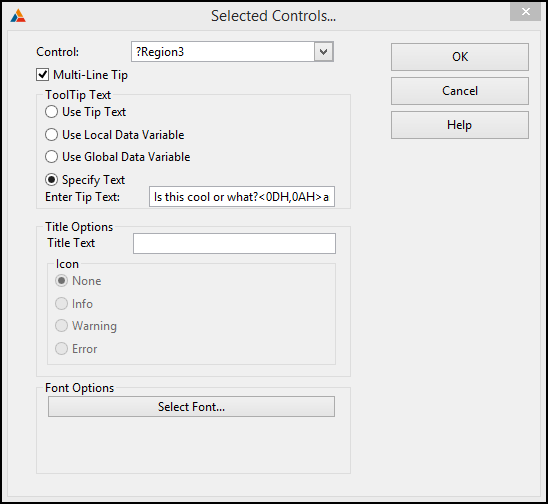 Selected Controls...
Control: ?Region3
OK
Multi-Line Tip
Cancel
ToolTip Text
Use Tip Text
Help
Use Local Data Variable
Use Global Data Variable
Specify Text
Enter Tip Text: Is this cool or what?<0DH,0AH>a
Title Options
Title Text
Icon
None
Info
Warning
Error
Font Options
Select Font...